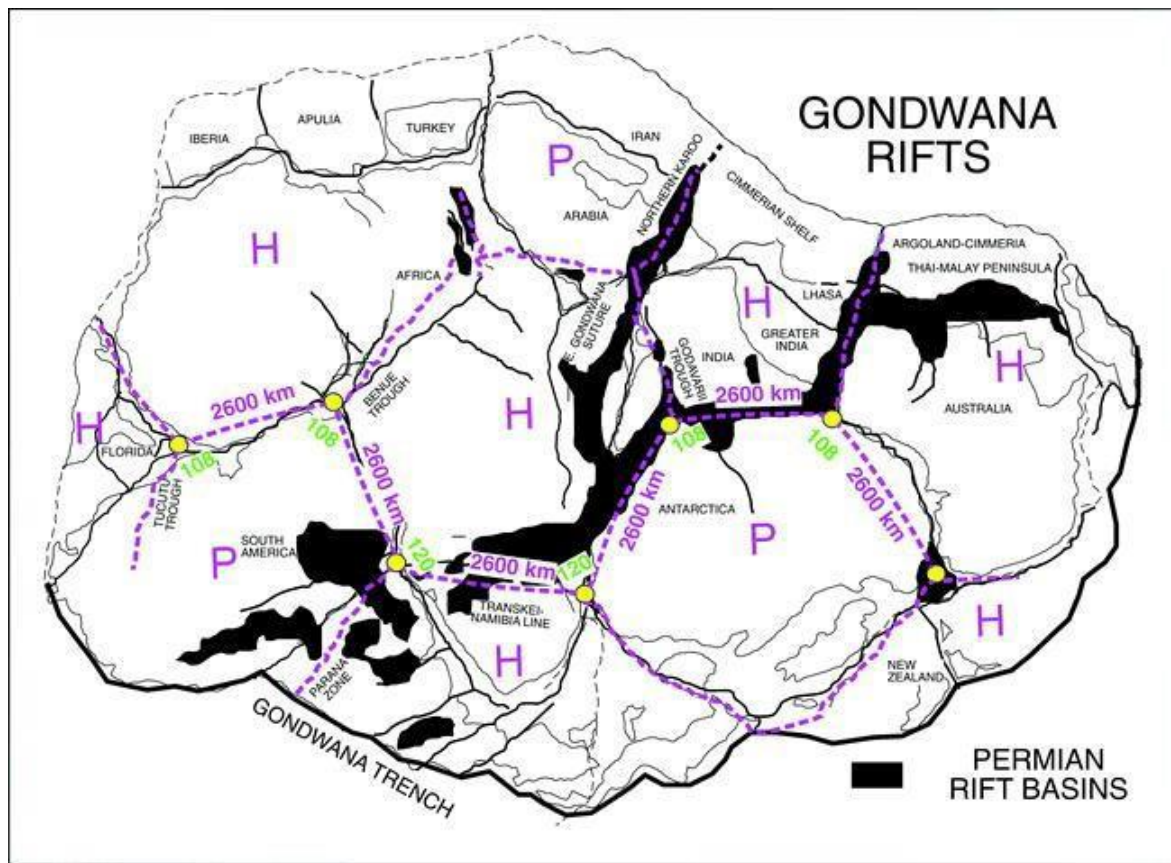 GONDWANA
RIFTS
IBERIA
APULIA
TURKEY
IRAN
P
ARABIA
NORTHERN KAROO
CIMMERIAN SHELF
ARGOLAND-CIMMERIA
THAI-MALAY PENINSULA
H
AFRICA
E. GONDWANA
SUTURE
H
LHASA
GREATER
INDIA
INDIA
GODAVARII
TROUGH
H
AUSTRALIA
2600 km
BENUE
TROUGH
H
2600 km
H
FLORIDA
108
108
108
108
TUCUTU
TROUGH
2600 km
2600 km
2600 km
ANTARCTICA
P
SOUTH
AMERICA
P
120
2600 km
120
TRANSKEI-
NAMIBIA LINE
H
H
PARANA
ZONE
NEW
ZEALAND
GONDWANA TRENCH
PERMIAN
RIFT BASINS